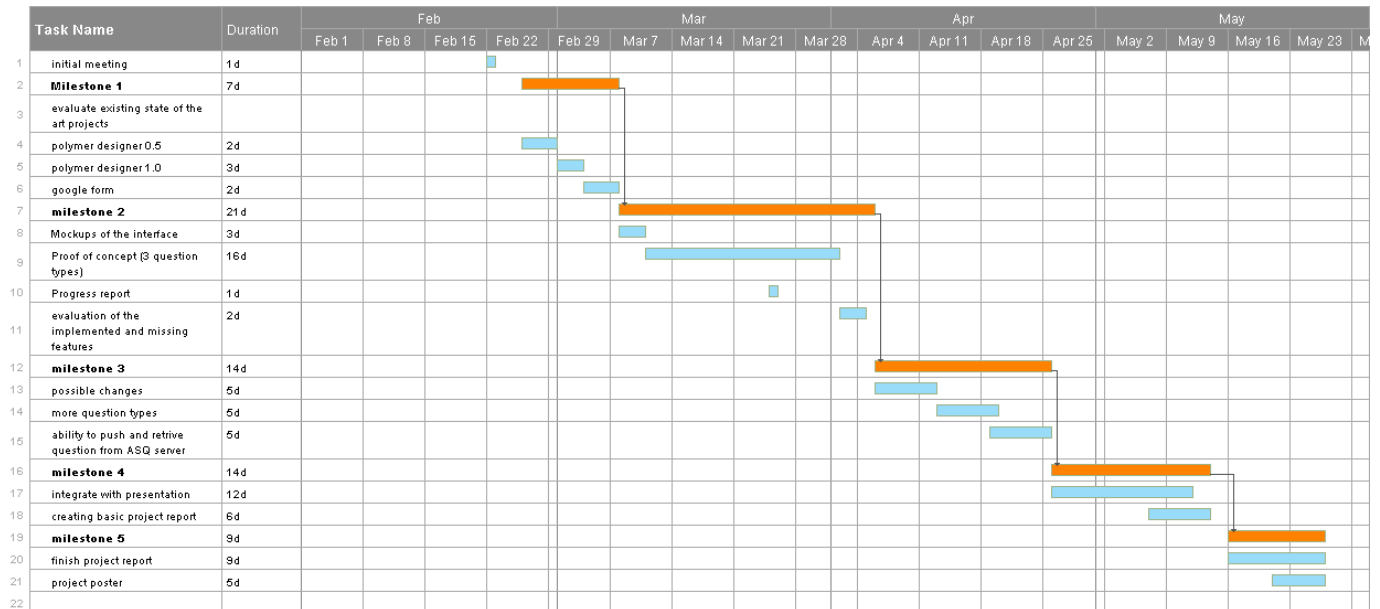 Feb Mar Apr May
Task Name Duration
Feb 1 Feb 8 Feb 15 Feb 22 Feb 29 Mar 7 Mar 14 Mar 21 Mar 28 Apr 4 Apr 11 Apr 18 Apr 25 May 2 May 9 May 16 May 23 M
1 initial meeting 1d
2 Milestone 1 7d
evaluate existing state of the
3
art projects
4 polymer designer 0.5 2d
5 polymer designer 1.0 3d
6 google form 2d
7 milestone 2 21d
8 Mockups of the interface 3d
9 Proof of concept (3 question 16d
types)
10 Progress report 1d
evaluation of the 2d
11 implemented and missing
features
12 milestone 3 14d
13 possible changes 5d
14 more question types 5d
15 ability to push and retrive 5d
question from ASQ server
16 milestone 4 14d
17 integrate with presentation 12d
18 creating basic project report 6d
19 milestone 5 9d
20 finish project report 9d
21 project poster 5d
22